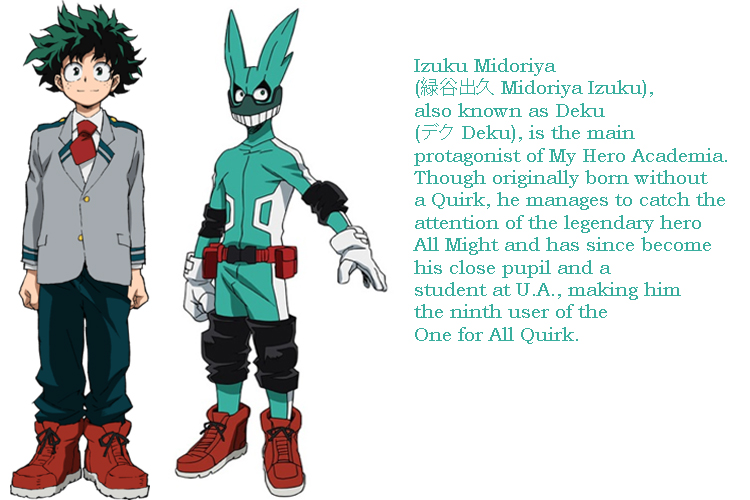 Izuku Midoriya
(緑谷出久 Midoriya Izuku),
also known as Deku
(デク Deku), is the main
protagonist of My Hero Academia.
Though originally born without
a Quirk, he manages to catch the
attention of the legendary hero
All Might and has since become
his close pupil and a
student at U.A., making him
the ninth user of the
One for All Quirk.